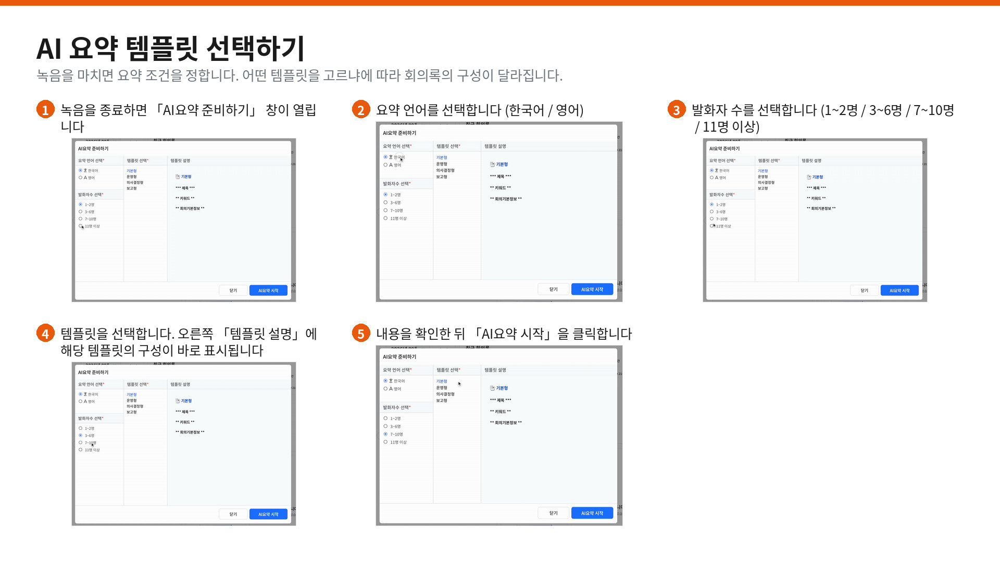 AI 요약 템플릿 선택하기
녹음을 마치면 요약 조건을 정합니다. 어떤 템플릿을 고르냐에 따라 회의록의 구성이 달라집니다.
1 녹음을 종료하면 「AI요약 준비하기」 창이 열립
니다
AI요약 준비하기
요약 언어 선택* 템플릿 선택* 템플릿 설명
한국어
A 영어
발화자수 선택*
1~2명
3~6명
7~10명
11명 이상
기본형
운영형
의사결정형
보고형
기본형
*** 제목 ***
** 키워드 **
** 회의기본정보 **
닫기 AI요약 시작
2 요약 언어를 선택합니다 (한국어 / 영어)
AI요약 준비하기
요약 언어 선택* 템플릿 선택* 템플릿 설명
한국어
A 영어
발화자수 선택*
1~2명
3~6명
7~10명
11명 이상
기본형
운영형
의사결정형
보고형
기본형
*** 제목 ***
** 키워드 **
** 회의기본정보 **
닫기 AI요약 시작
3 발화자 수를 선택합니다 (1~2명 / 3~6명 / 7~10명
/ 11명 이상)
AI요약 준비하기
요약 언어 선택* 템플릿 선택* 템플릿 설명
한국어
A 영어
발화자수 선택*
1~2명
3~6명
7~10명
11명 이상
기본형
운영형
의사결정형
보고형
기본형
*** 제목 ***
** 키워드 **
** 회의기본정보 **
닫기 AI요약 시작
4 템플릿을 선택합니다. 오른쪽 「템플릿 설명」에
해당 템플릿의 구성이 바로 표시됩니다
AI요약 준비하기
요약 언어 선택* 템플릿 선택* 템플릿 설명
한국어
A 영어
발화자수 선택*
1~2명
3~6명
7~10명
11명 이상
기본형
운영형
의사결정형
보고형
기본형
*** 제목 ***
** 키워드 **
** 회의기본정보 **
닫기 AI요약 시작
5 내용을 확인한 뒤 「AI요약 시작」을 클릭합니다
AI요약 준비하기
요약 언어 선택* 템플릿 선택* 템플릿 설명
한국어
A 영어
발화자수 선택*
1~2명
3~6명
7~10명
11명 이상
기본형
운영형
의사결정형
보고형
기본형
*** 제목 ***
** 키워드 **
** 회의기본정보 **
닫기 AI요약 시작